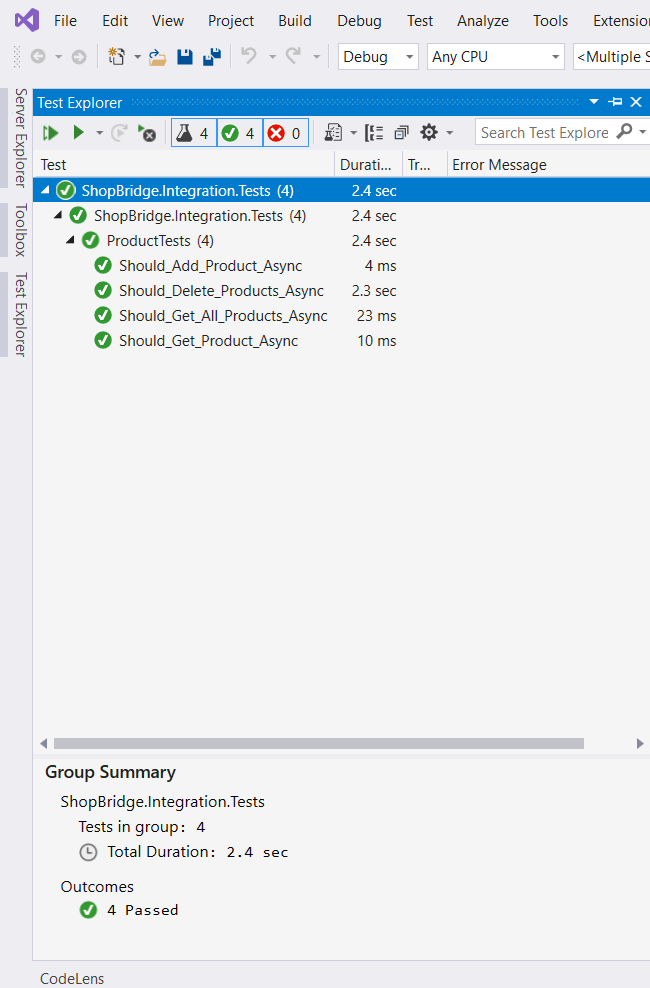 File Edit View Project Build Debug Test Analyze Tools Extensio
Debug Any CPU <Multiple S
Server Explorer
Toolbox
Test Explorer
Test Explorer
4 4 0 Search Test Explore
Test Durati... Tr... Error Message
ShopBridge.Integration.Tests (4) 2.4 sec
ShopBridge.Integration.Tests (4) 2.4 sec
ProductTests (4) 2.4 sec
Should_Add_Product_Async 4 ms
Should_Delete_Products_Async 2.3 sec
Should_Get_All_Products_Async 23 ms
Should_Get_Product_Async 10 ms
Group Summary
ShopBridge.Integration.Tests
Tests in group: 4
Total Duration: 2.4 sec
Outcomes
4 Passed
CodeLens